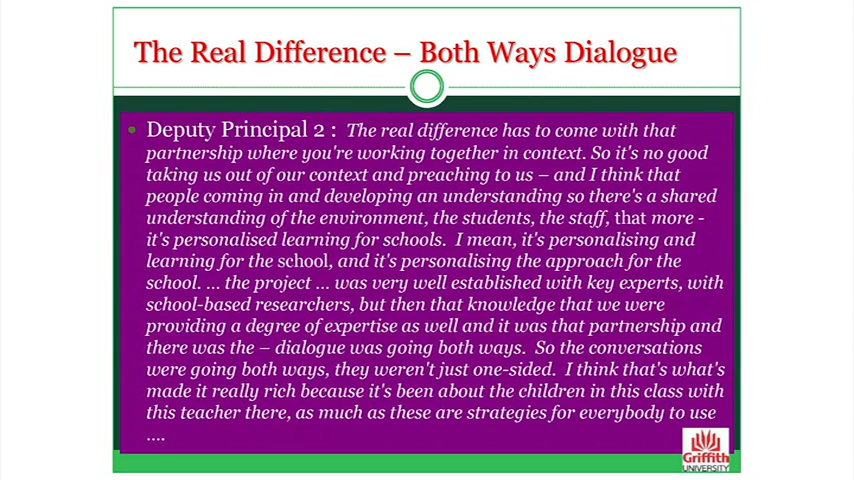 The Real Difference – Both Ways Dialogue
• Deputy Principal 2 : The real difference has to come with that
partnership where you're working together in context. So it's no good
taking us out of our context and preaching to us – and I think that
people coming in and developing an understanding so there's a shared
understanding of the environment, the students, the staff, that more -
it's personalised learning for schools. I mean, it's personalising and
learning for the school, and it's personalising the approach for the
school. ... the project ... was very well established with key experts, with
school-based researchers, but then that knowledge that we were
providing a degree of expertise as well and it was that partnership and
there was the – dialogue was going both ways. So the conversations
were going both ways, they weren't just one-sided. I think that's what's
made it really rich because it's been about the children in this class with
this teacher there, as much as these are strategies for everybody to use
....
Griffith
UNIVERSITY